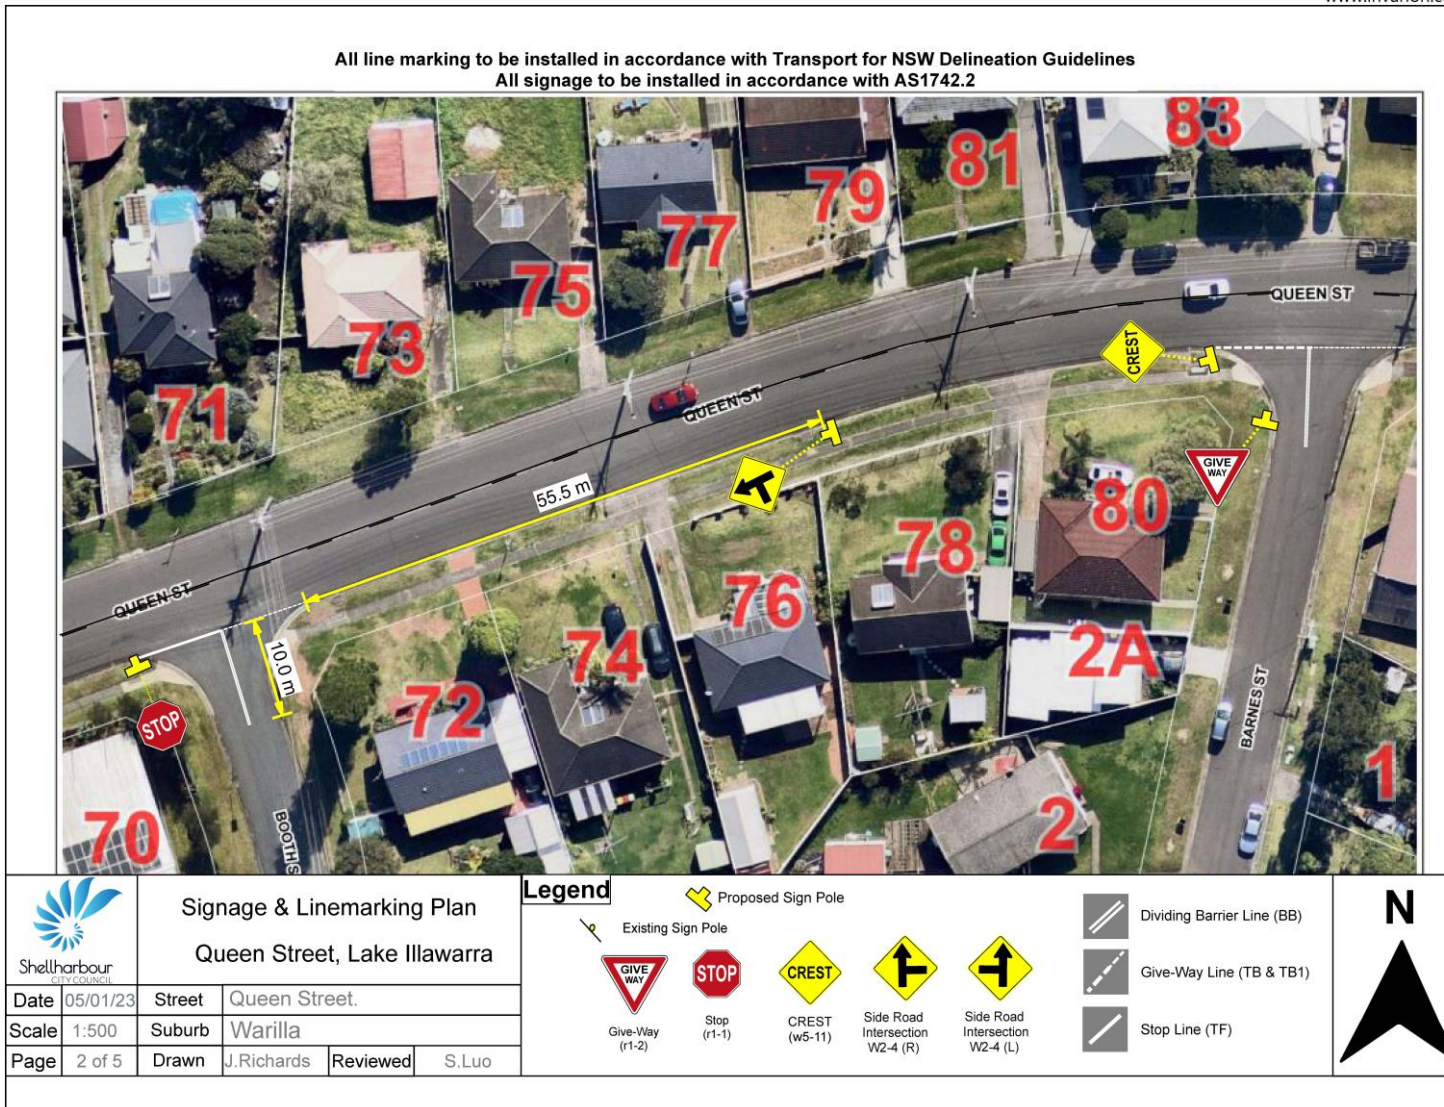 All line marking to be installed in accordance with Transport for NSW Delineation Guidelines
All signage to be installed in accordance with AS1742.2
83
81
79
77
75
73
71
QUEEN ST
CREST
QUEEN ST
55.5 m
GIVE
WAY
80
78
76
QUEEN ST
10.0 m
74
2A
72
STOP
BARNES ST
70
2
1
Shellharbour
CITY COUNCIL
Signage & Linemarking Plan
Queen Street, Lake Illawarra
Date 05/01/23 Street Queen Street.
Scale 1:500 Suburb Warilla
Page 2 of 5 Drawn J.Richards Reviewed S.Luo
Legend
Proposed Sign Pole
Existing Sign Pole
GIVE
WAY
Give-Way
(r1-2)
STOP
Stop
(r1-1)
CREST
CREST
(w5-11)
Side Road
Intersection
W2-4 (R)
Side Road
Intersection
W2-4 (L)
Dividing Barrier Line (BB)
Give-Way Line (TB & TB1)
Stop Line (TF)
N